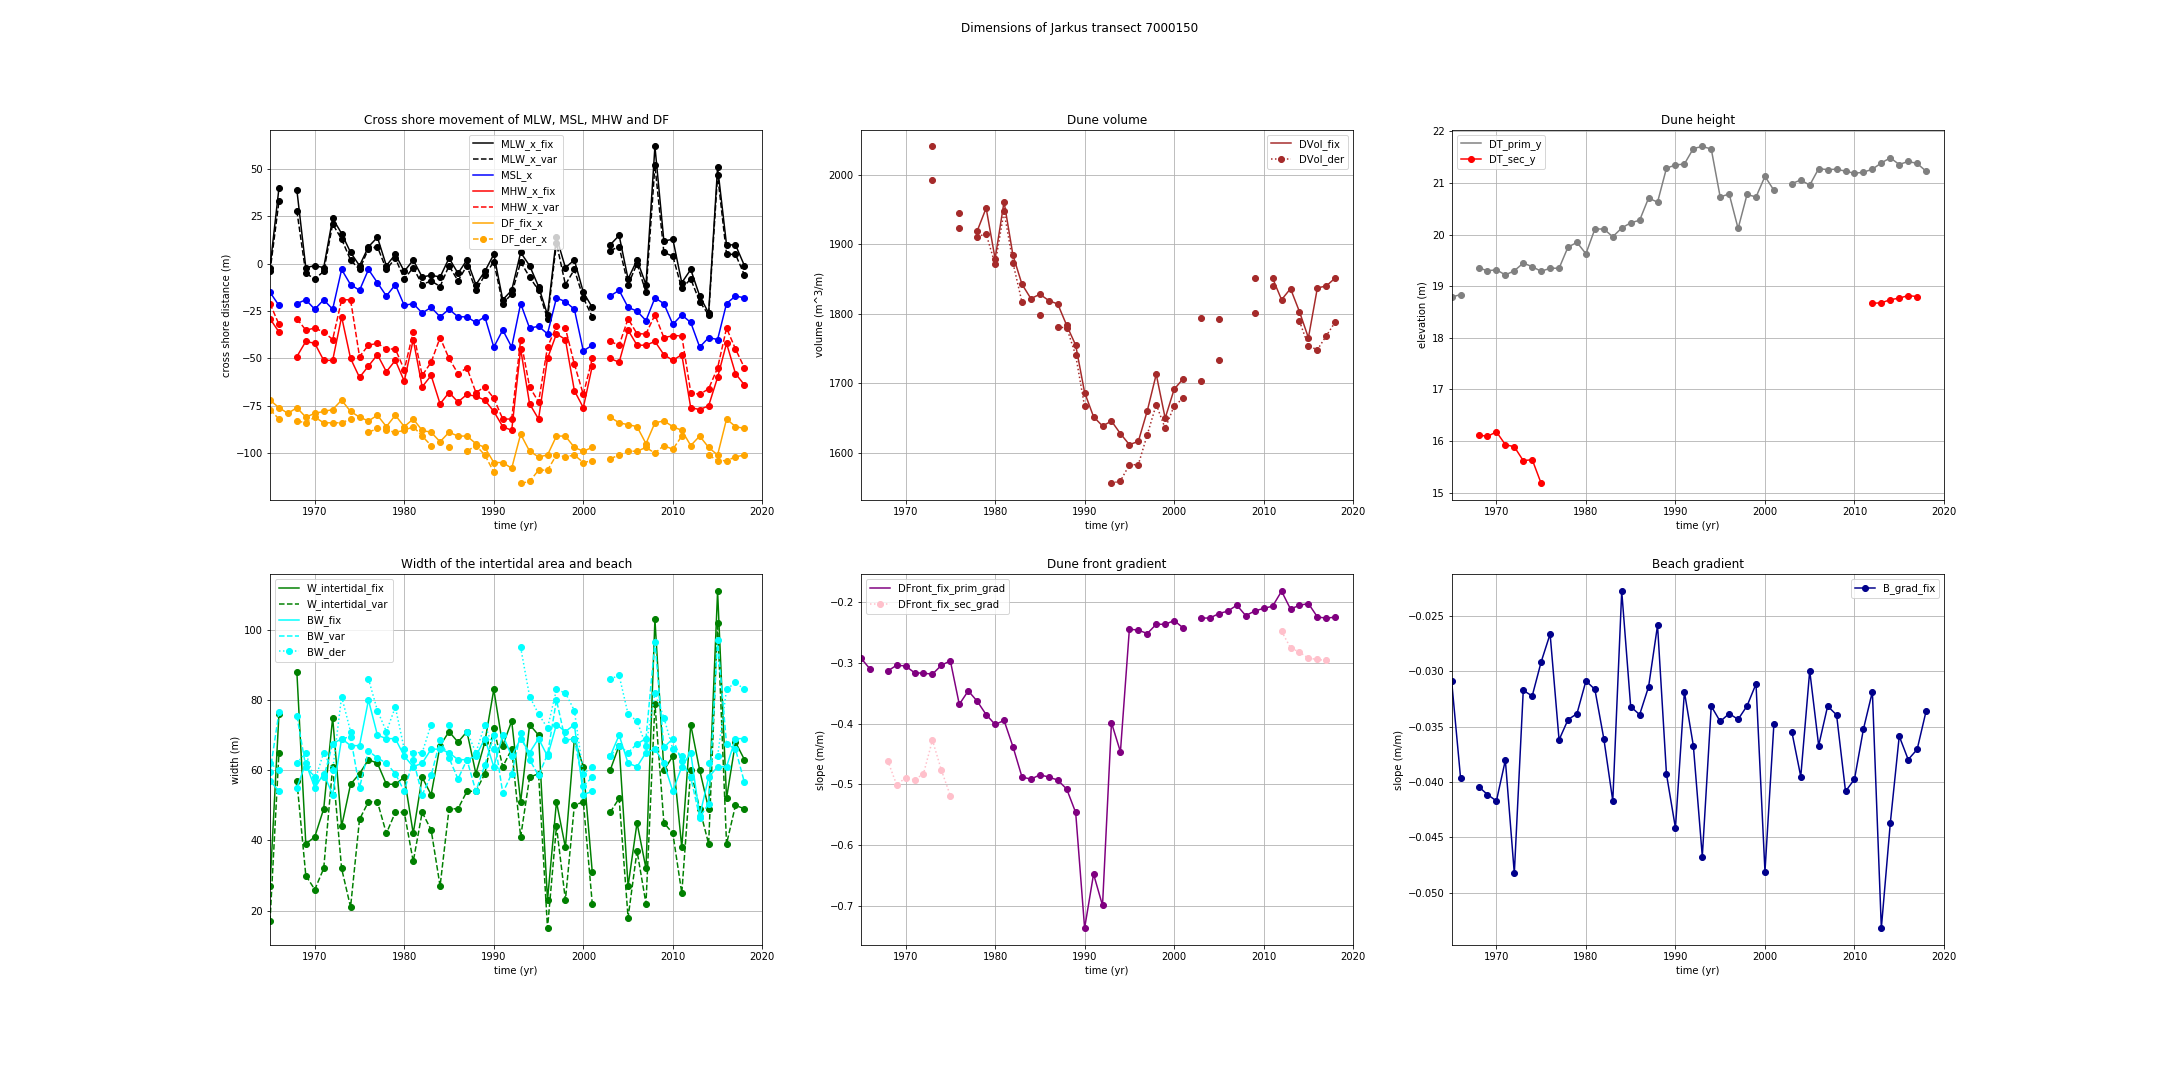 Dimensions of Jarkus transect 7000150
Cross shore movement of MLW, MSL, MHW and DF
cross shore distance (m)
50
25
0
−25
−50
−75
−100
MLW_x_fix
MLW_x_var
MSL_x
MHW_x_fix
MHW_x_var
DF_fix_x
DF_der_x
1970 1980 1990 2000 2010 2020
time (yr)
Dune volume
volume (m^3/m)
2000
1900
1800
1700
1600
DVol_fix
DVol_der
1970 1980 1990 2000 2010 2020
time (yr)
Dune height
elevation (m)
22
21
20
19
18
17
16
15
DT_prim_y
DT_sec_y
1970 1980 1990 2000 2010 2020
time (yr)
Width of the intertidal area and beach
width (m)
100
80
60
40
20
W_intertidal_fix
W_intertidal_var
BW_fix
BW_var
BW_der
1970 1980 1990 2000 2010 2020
time (yr)
Dune front gradient
slope (m/m)
−0.2
−0.3
−0.4
−0.5
−0.6
−0.7
DFront_fix_prim_grad
DFront_fix_sec_grad
1970 1980 1990 2000 2010 2020
time (yr)
Beach gradient
slope (m/m)
−0.025
−0.030
−0.035
−0.040
−0.045
−0.050
B_grad_fix
1970 1980 1990 2000 2010 2020
time (yr)